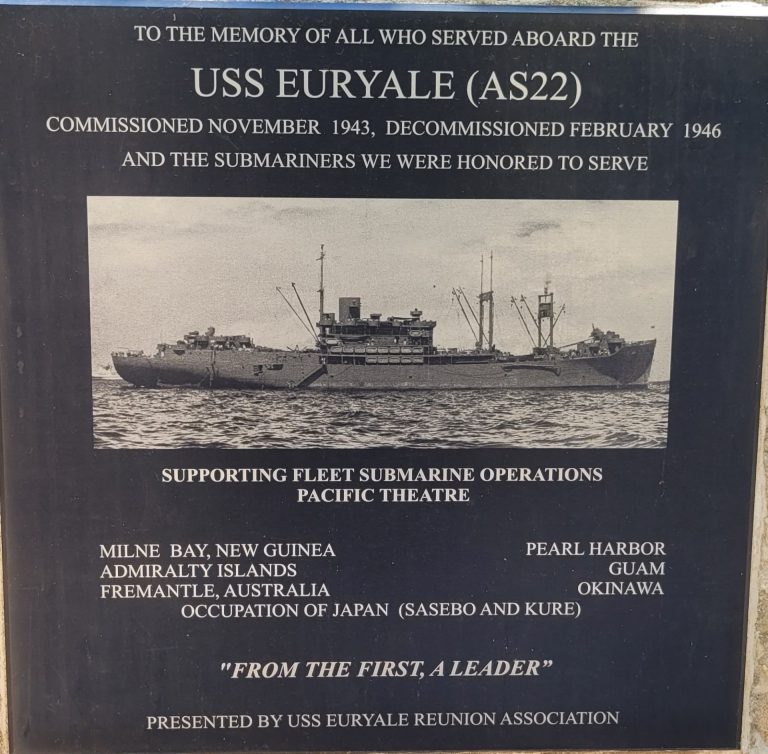 TO THE MEMORY OF ALL WHO SERVED ABOARD THE
USS EURYALE (AS22)
COMMISSIONED NOVEMBER 1943, DECOMMISSIONED FEBRUARY 1946
AND THE SUBMARINERS WE WERE HONORED TO SERVE
SUPPORTING FLEET SUBMARINE OPERATIONS
PACIFIC THEATRE
MILNE BAY, NEW GUINEA PEARL HARBOR
ADMIRALTY ISLANDS GUAM
FREMANTLE, AUSTRALIA OKINAWA
OCCUPATION OF JAPAN (SASEBO AND KURE)
"FROM THE FIRST, A LEADER”
PRESENTED BY USS EURYALE REUNION ASSOCIATION